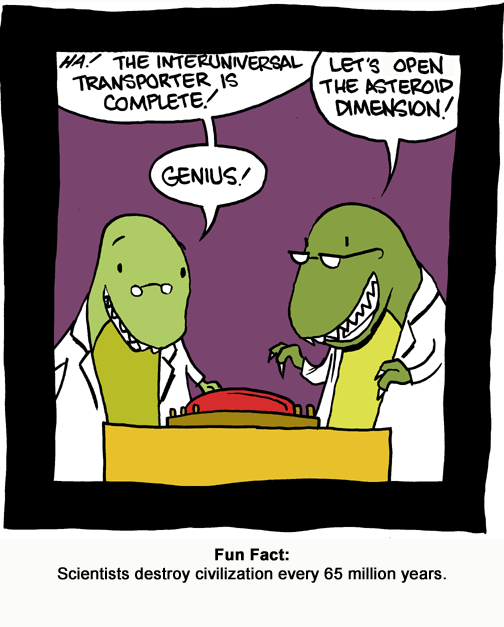 HA! THE INTERUNIVERSAL
TRANSPORTER IS
COMPLETE!
GENIUS!
LET'S OPEN
THE ASTEROID
DIMENSION!
Fun Fact:
Scientists destroy civilization every 65 million years.